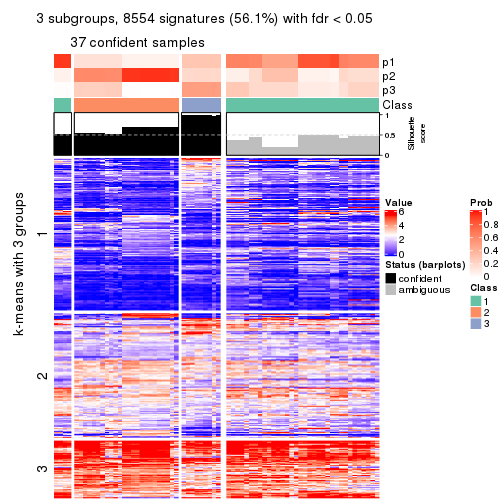 3 subgroups, 8554 signatures (56.1%) with fdr < 0.05
37 confident samples
p1
p2
p3
Class
1
0.5
0
Silhouette
score
k-means with 3 groups
1
2
3
Value
6
4
2
0
Status (barplots)
confident
ambiguous
Prob
1
0.8
0.6
0.4
0.2
0
Class
1
2
3